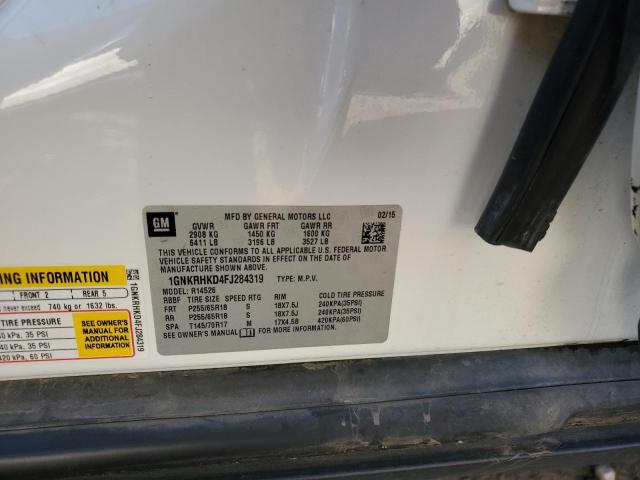 GM
MFD BY GENERAL MOTORS LLC 02/15
GVWR GAWR FRT GAWR RR
2908 KG 1450 KG 1600 KG
6411 LB 3196 LB 3527 LB
THIS VEHICLE CONFORMS TO ALL APPLICABLE U.S. FEDERAL MOTOR
VEHICLE SAFETY STANDARDS IN EFFECT ON THE DATE OF
MANUFACTURE SHOWN ABOVE.
1GNKRHKD4FJ284319 TYPE: M.P.V.
MODEL: R14526
RBBF TIRE SIZE SPEED RTG RIM COLD TIRE PRESSURE
FRT P255/65R18 S 18X7.5J 240KPA(35PSI)
RR P255/65R18 S 18X7.5J 240KPA(35PSI)
SPA T145/70R17 M 17X4.5B 420KPA(60PSI)
SEE OWNER'S MANUAL FOR MORE INFORMATION.
NG INFORMATION
FRONT 2 REAR 5
never exceed 740 kg or 1632 lbs.
TIRE PRESSURE
kPa, 35 PSI
40 kPa, 35 PSI
420 kPa, 60 PSI
SEE OWNER'S
MANUAL FOR
ADDITIONAL
INFORMATION
1GNKRHKD4FJ284319